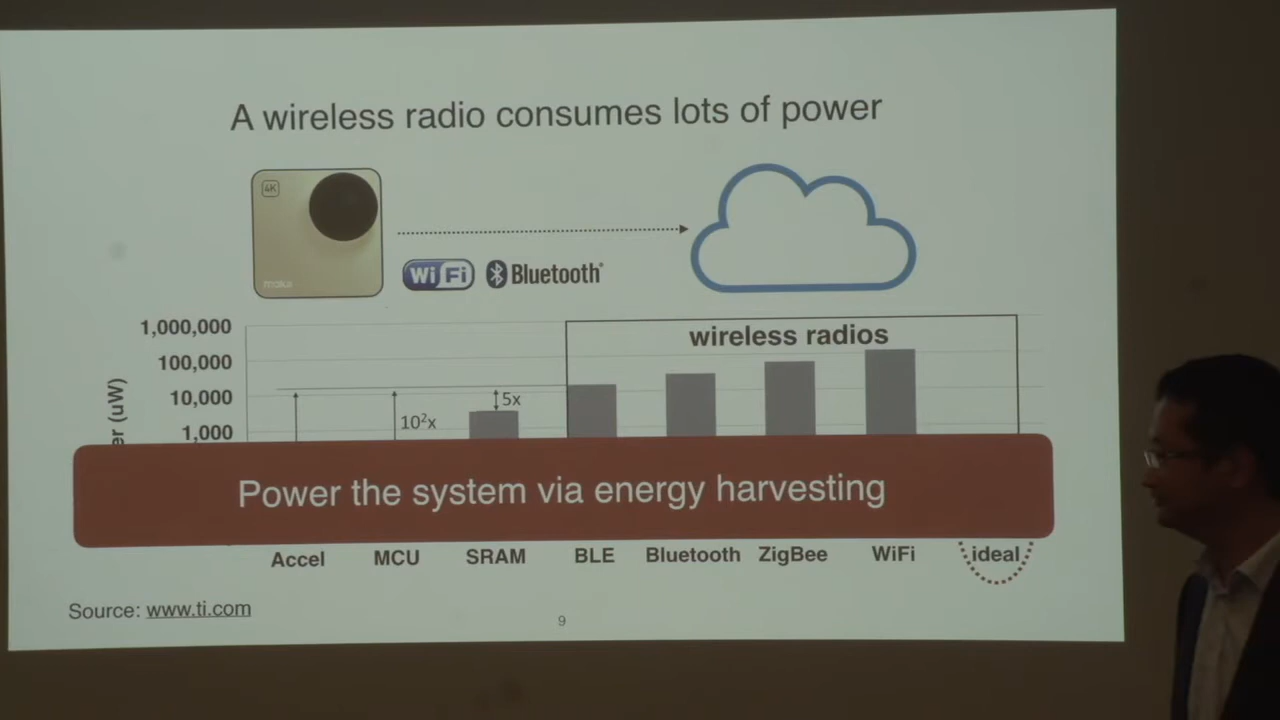 A wireless radio consumes lots of power
4K
WiFi Bluetooth
1,000,000
wireless radios
100,000
10,000
5x
10²x
1,000
er (uW)
Power the system via energy harvesting
Accel MCU SRAM BLE Bluetooth ZigBee WiFi ideal
Source: www.ti.com
9